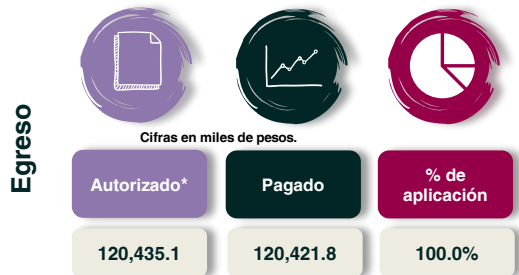 Egreso
Cifras en miles de pesos.
Autorizado*
Pagado
% de
aplicación
120,435.1
120,421.8
100.0%